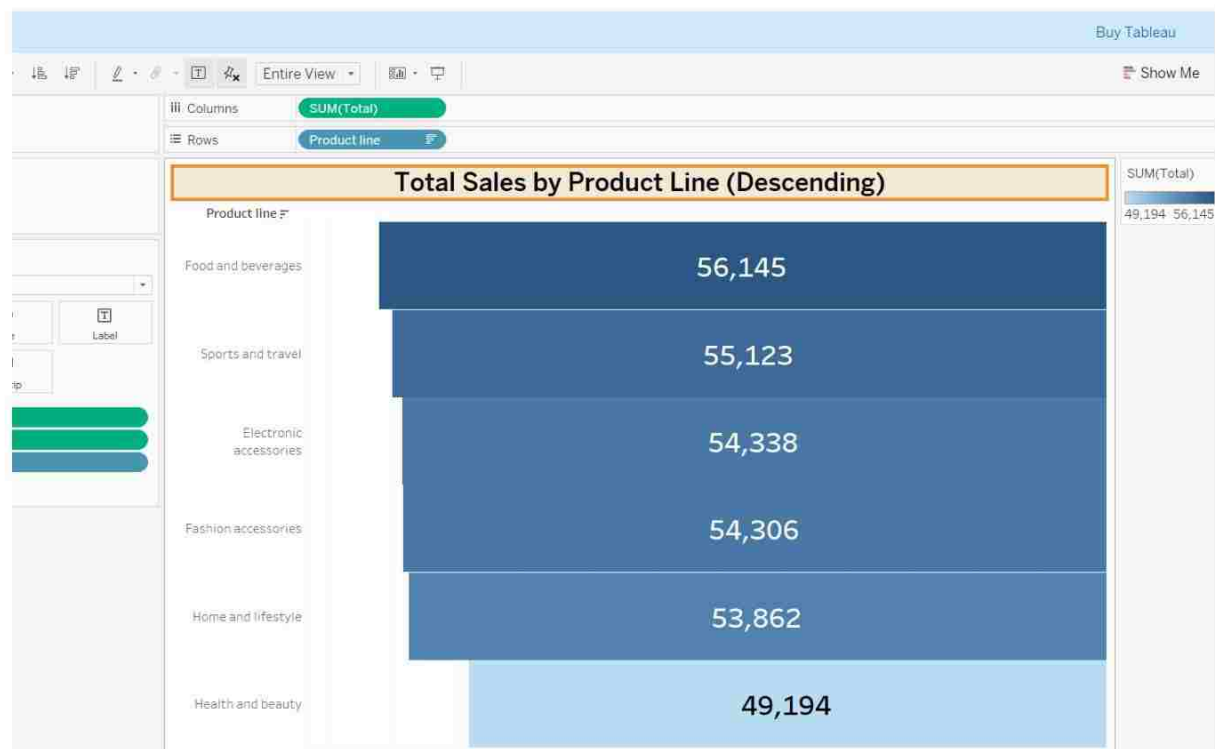 Buy Tableau
Entire View
Show Me
Columns SUM(Total)
Rows Product line
Total Sales by Product Line (Descending)
SUM(Total)
49,194 56,145
Product line
Food and beverages 56,145
Sports and travel 55,123
Label
Electronic
accessories 54,338
Fashion accessories 54,306
Home and lifestyle 53,862
Health and beauty 49,194